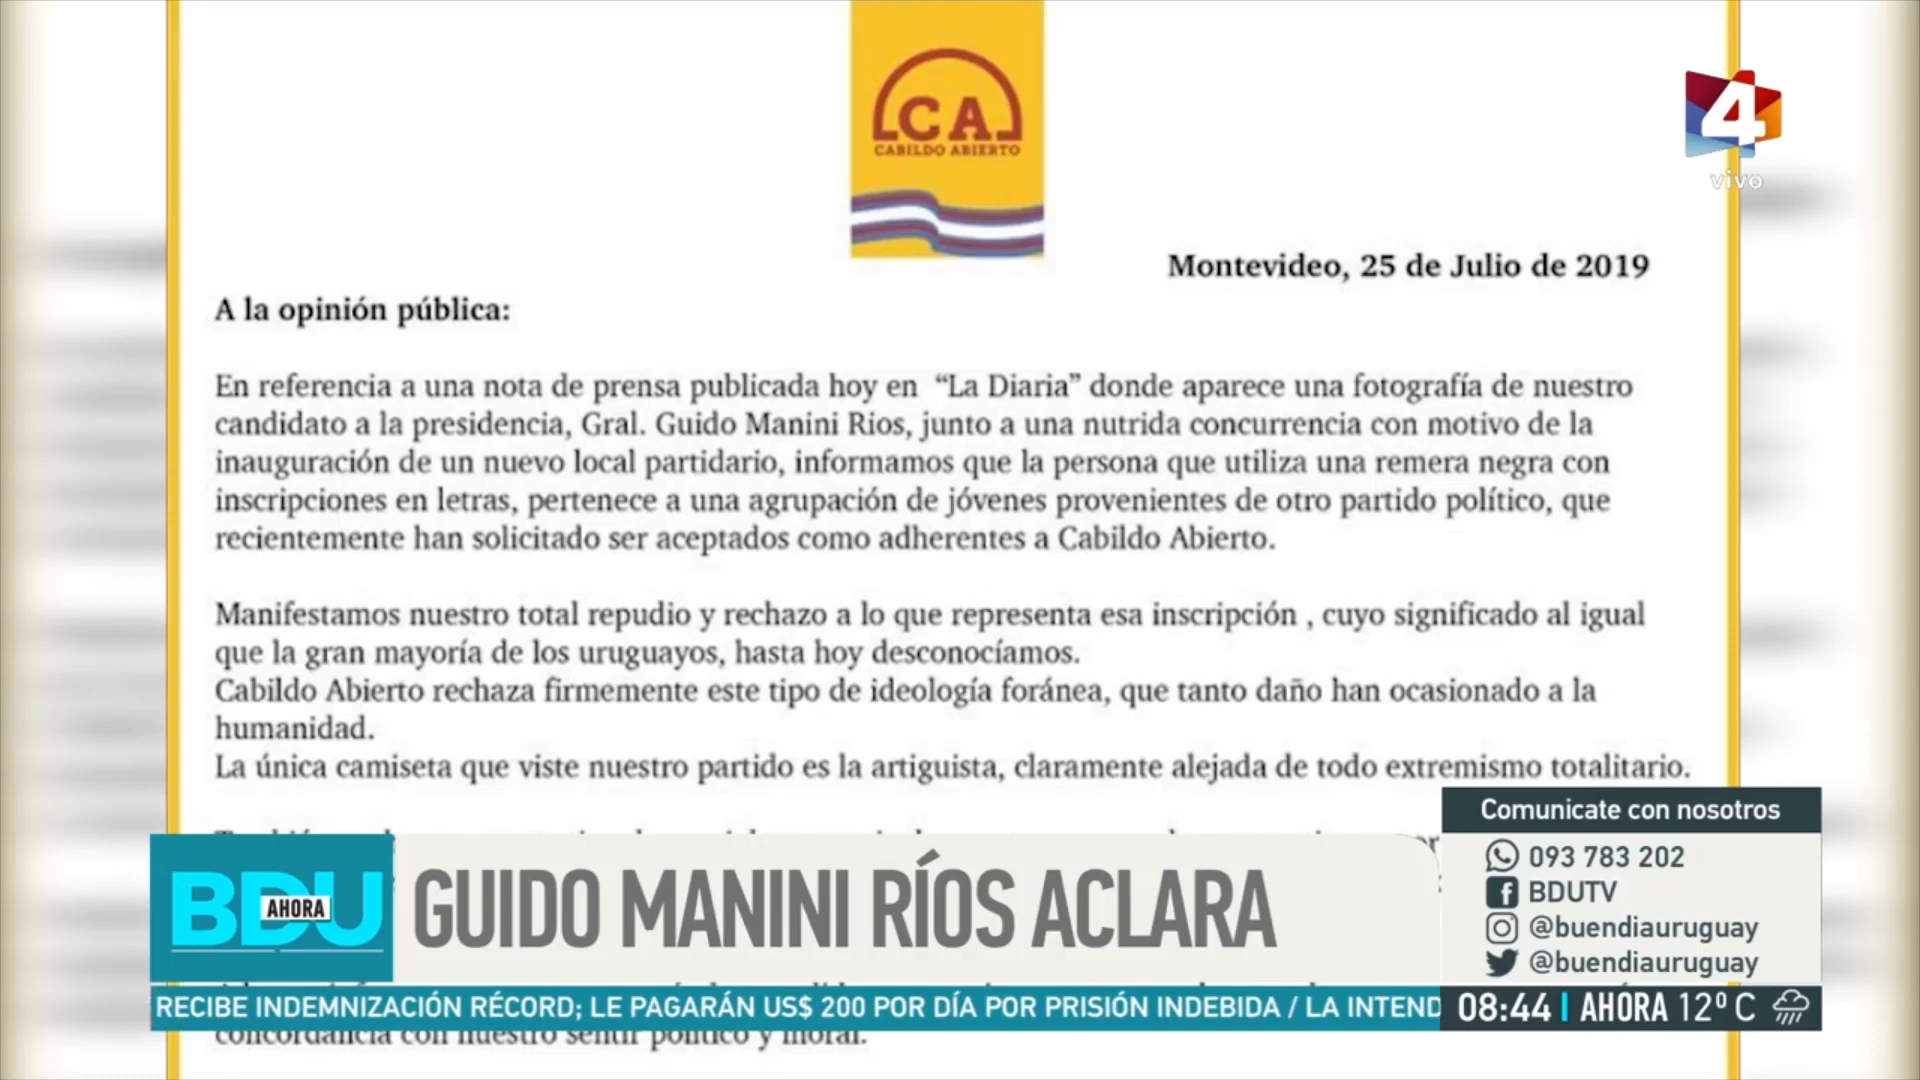 CA
CABILDO ABIERTO
4
vivo
Montevideo, 25 de Julio de 2019
A la opinión pública:
En referencia a una nota de prensa publicada hoy en “La Diaria” donde aparece una fotografía de nuestro
candidato a la presidencia, Gral. Guido Manini Rios, junto a una nutrida concurrencia con motivo de la
inauguración de un nuevo local partidario, informamos que la persona que utiliza una remera negra con
inscripciones en letras, pertenece a una agrupación de jóvenes provenientes de otro partido político, que
recientemente han solicitado ser aceptados como adherentes a Cabildo Abierto.
Manifestamos nuestro total repudio y rechazo a lo que representa esa inscripción , cuyo significado al igual
que la gran mayoría de los uruguayos, hasta hoy desconocíamos.
Cabildo Abierto rechaza firmemente este tipo de ideología foránea, que tanto daño han ocasionado a la
humanidad.
La única camiseta que viste nuestro partido es la artiguista, claramente alejada de todo extremismo totalitario.
Comunicate con nosotros
093 783 202
BDUTV
@buendiauruguay
@buendiauruguay
BDU AHORA
GUIDO MANINI RÍOS ACLARA
RECIBE INDEMNIZACIÓN RÉCORD; LE PAGARÁN US$ 200 POR DÍA POR PRISIÓN INDEBIDA / LA INTEND
08:44 AHORA 12º C
concordancia con nuestro sentir político y moral.